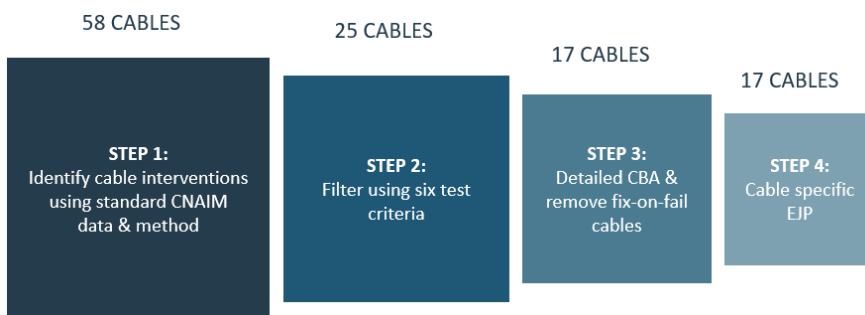 58 CABLES
25 CABLES
17 CABLES
17 CABLES
STEP 1:
Identify cable interventions
using standard CNAIM
data & method
STEP 2:
Filter using six test
criteria
STEP 3:
Detailed CBA &
remove fix-on-fail
cables
STEP 4:
Cable specific
EJP